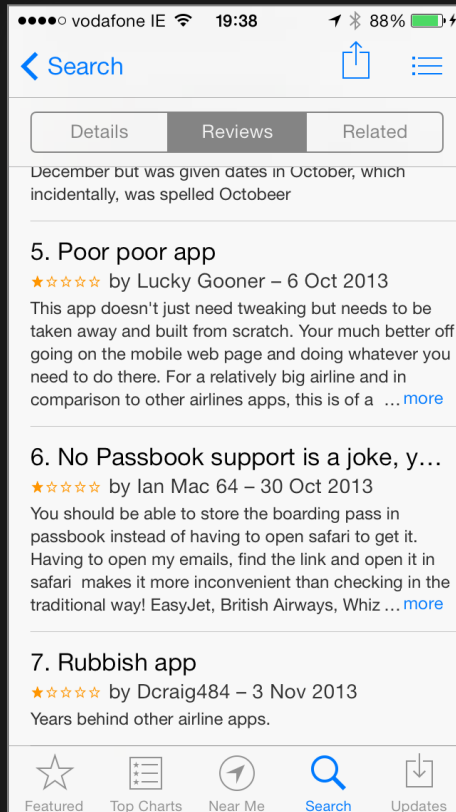 vodafone IE 19:38 88%
Search
Details Reviews Related
December but was given dates in October, which
incidentally, was spelled Octobeer
5. Poor poor app
by Lucky Gooner – 6 Oct 2013
This app doesn't just need tweaking but needs to be
taken away and built from scratch. Your much better off
going on the mobile web page and doing whatever you
need to do there. For a relatively big airline and in
comparison to other airlines apps, this is of a ... more
6. No Passbook support is a joke, y...
by Ian Mac 64 – 30 Oct 2013
You should be able to store the boarding pass in
passbook instead of having to open safari to get it.
Having to open my emails, find the link and open it in
safari makes it more inconvenient than checking in the
traditional way! EasyJet, British Airways, Whiz ... more
7. Rubbish app
by Dcraig484 – 3 Nov 2013
Years behind other airline apps.
Featured Top Charts Near Me Search Updates